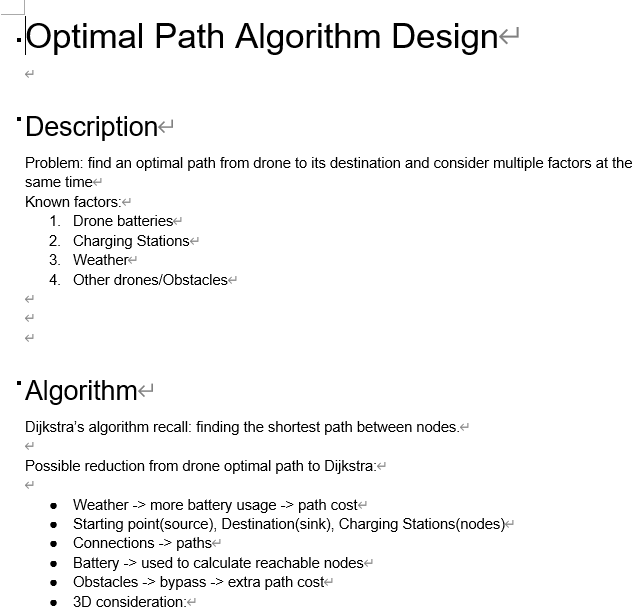 Optimal Path Algorithm Design
Description
Problem: find an optimal path from drone to its destination and consider multiple factors at the
same time
Known factors:
1. Drone batteries
2. Charging Stations
3. Weather
4. Other drones/Obstacles
Algorithm
Dijkstra's algorithm recall: finding the shortest path between nodes.
Possible reduction from drone optimal path to Dijkstra:
● Weather -> more battery usage -> path cost
● Starting point(source), Destination(sink), Charging Stations(nodes)
● Connections -> paths
● Battery -> used to calculate reachable nodes
● Obstacles -> bypass -> extra path cost
● 3D consideration: